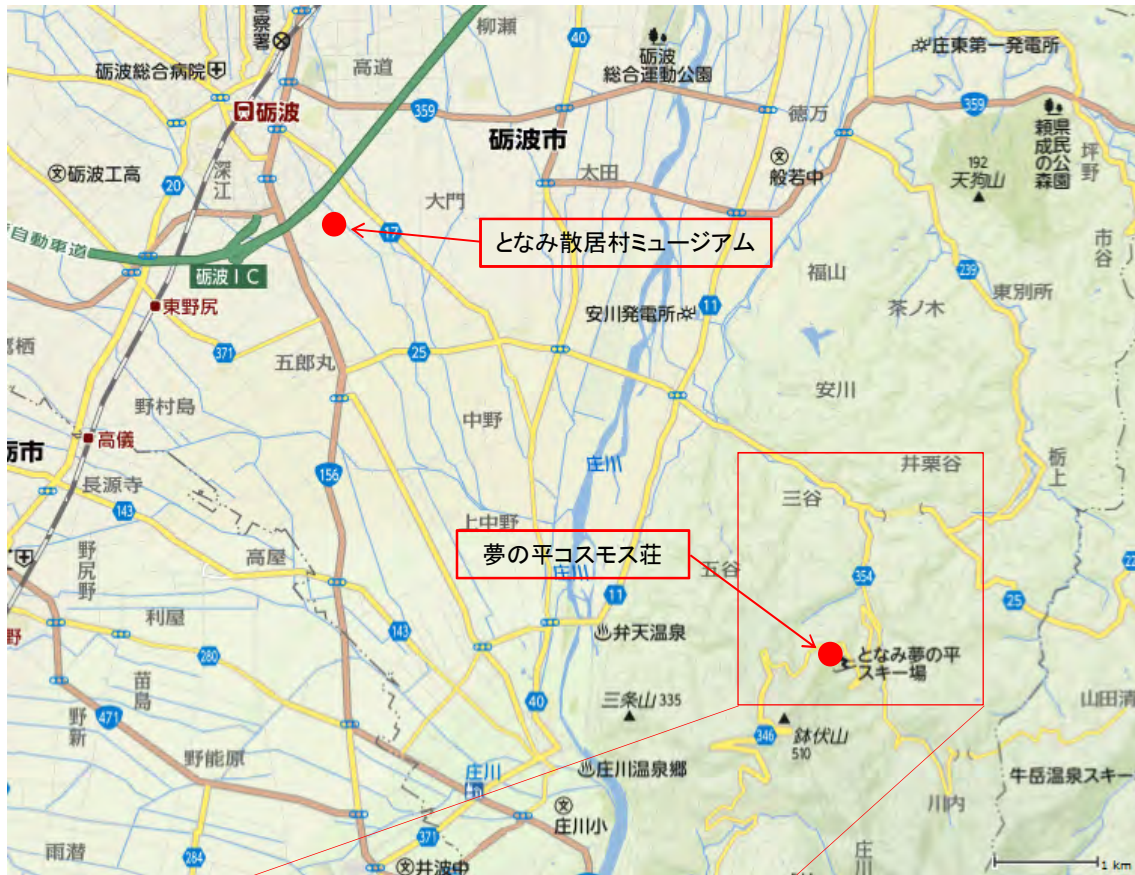 警
察
署
柳瀬
40
砺波
総合運動公園
庄東第一発電所
砺波総合病院
高道
359
359
徳万
砺波
砺波市
県民公園
頼成の森
坪野
192
天狗山
般若中
太田
砺波工高
深江
20
大門
17
となみ散居村ミュージアム
自動車道
砺波IC
市谷
239
福山
東別所
茶ノ木
東野尻
11
安川発電所
371
25
五郎丸
安川
野村島
中野
高儀
庄川
井栗谷
栃上
市
156
長源寺
143
三谷
上中野
夢の平コスモス荘
高屋
庄川
五谷
354
野尻野
11
25
利屋
143
弁天温泉
280
となみ夢の平
スキー場
野
苗島
40
三条山 335
山田清
471
野新
346
鉢伏山
510
野能原
庄川
庄川温泉郷
牛岳温泉スキー
川内
庄川小
371
井波中
雨潜
284
庄川
1 km